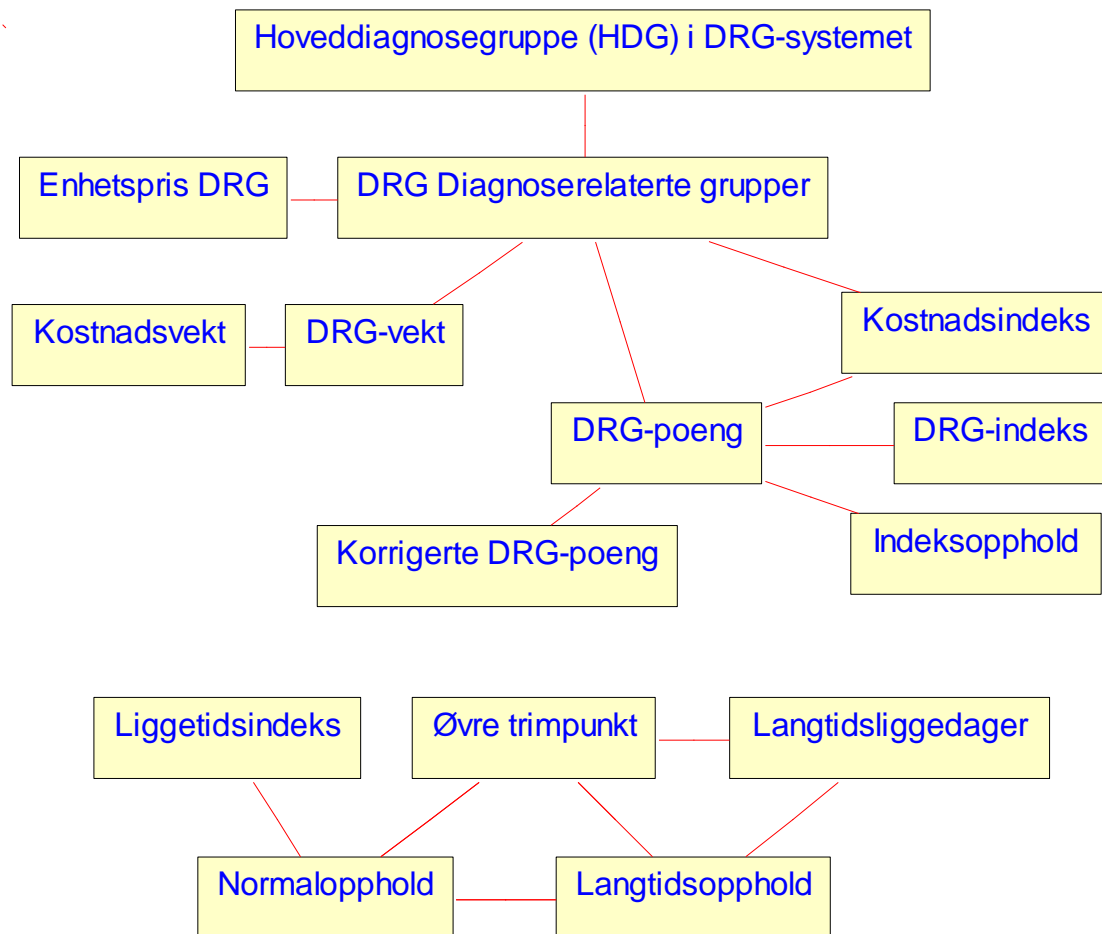 Hoveddiagnosegruppe (HDG) i DRG-systemet
Enhetspris DRG
DRG Diagnoserelaterte grupper
Kostnadsvekt
DRG-vekt
Kostnadsindeks
DRG-poeng
DRG-indeks
Korrigerte DRG-poeng
Indeksopphold
Liggetidsindeks
Øvre trimpunkt
Langtidsliggedager
Normalopphold
Langtidsopphold